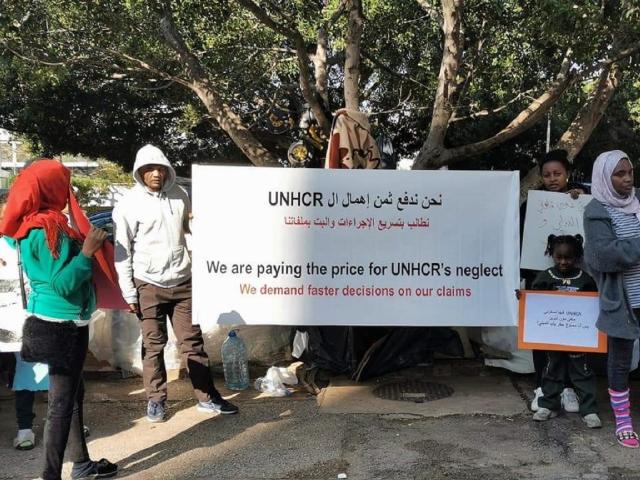 نحن ندفع ثمن إهمال ال UNHCR
نطالب بتسريع الإجراءات والبت بملفاتنا
We are paying the price for UNHCR's neglect
We demand faster decisions on our claims
UNHCR